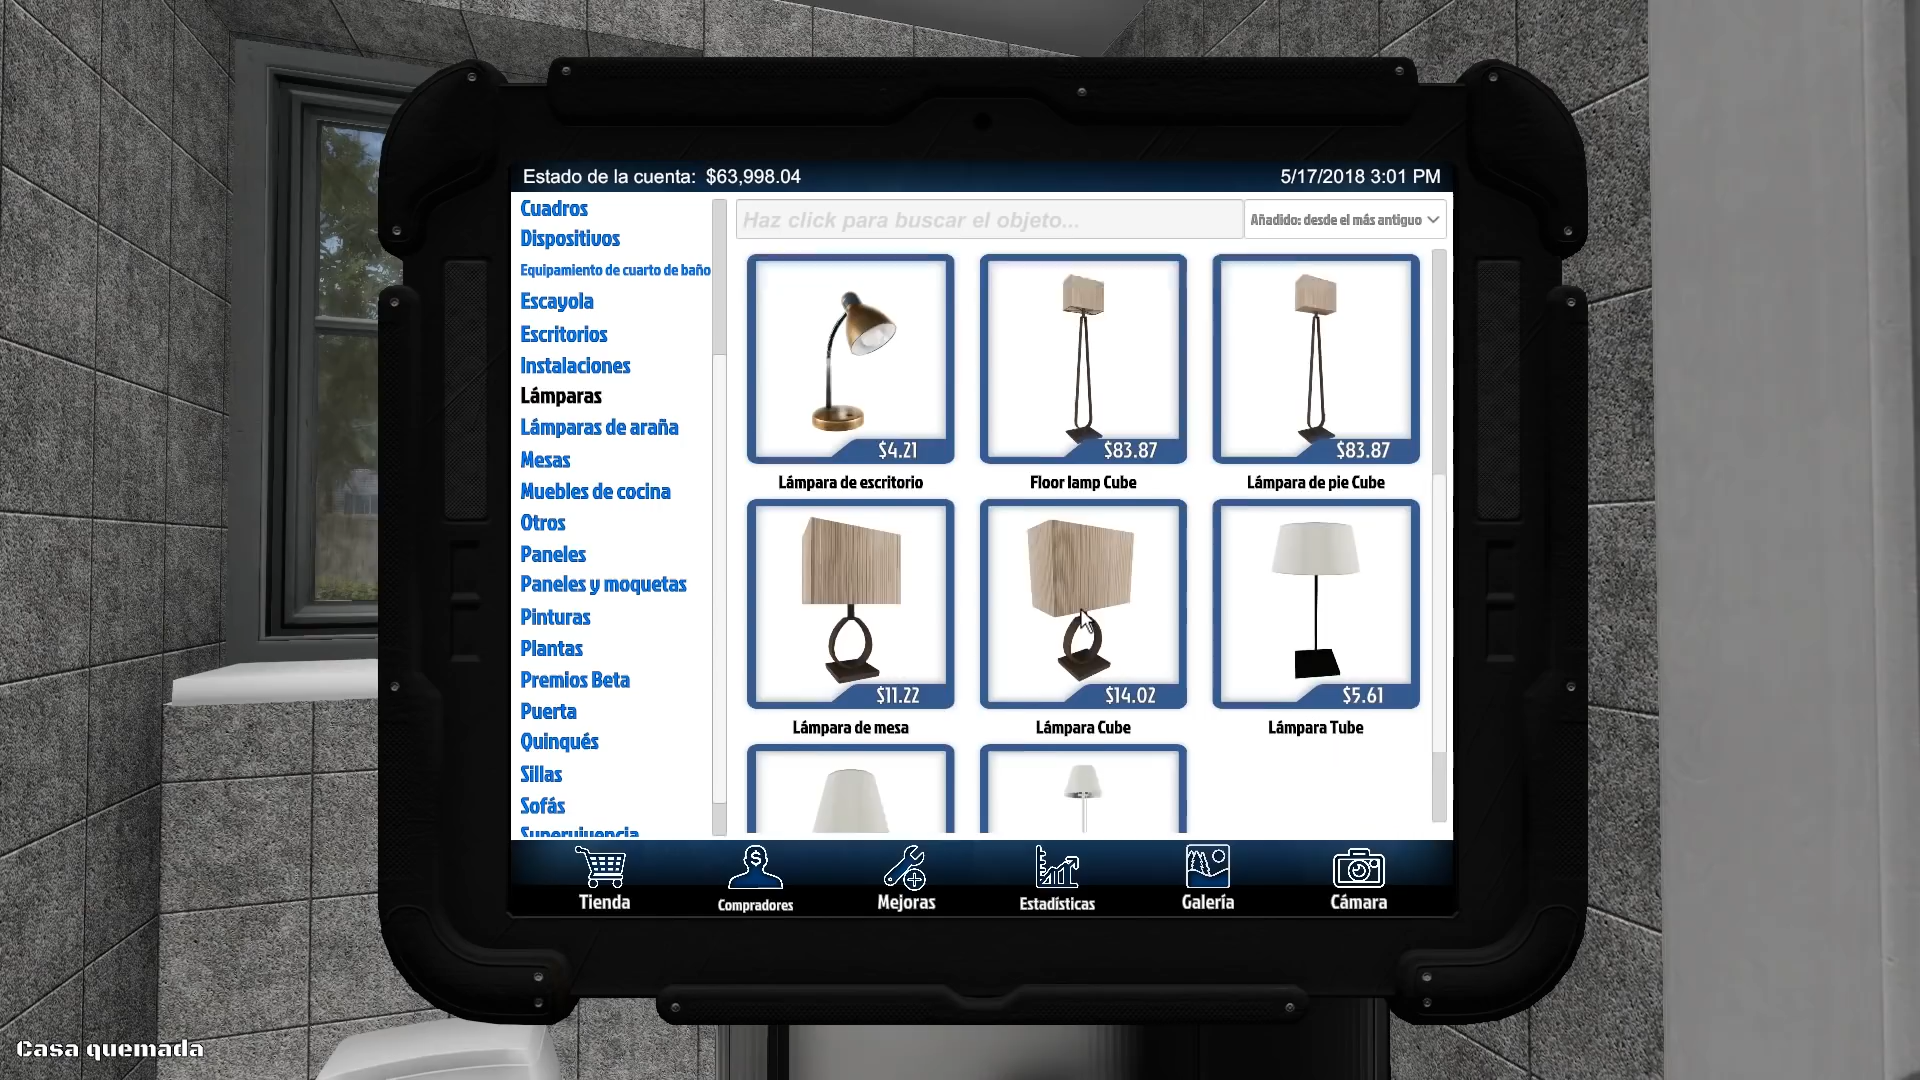 Estado de la cuenta: $63,998.04
5/17/2018 3:01 PM
Cuadros
Dispositivos
Equipamiento de cuarto de baño
Escayola
Escritorios
Instalaciones
Lámparas
Lámparas de araña
Mesas
Muebles de cocina
Otros
Paneles
Paneles y moquetas
Pinturas
Plantas
Premios Beta
Puerta
Quinqués
Sillas
Sofás
Supervivencia
Haz click para buscar el objeto...
Añadido: desde el más antiguo
$4.21
$83.87
$83.87
Lámpara de escritorio
Floor lamp Cube
Lámpara de pie Cube
$11.22
$14.02
$5.61
Lámpara de mesa
Lámpara Cube
Lámpara Tube
Tienda
Compradores
Mejoras
Estadísticas
Galería
Cámara
Casa quemada